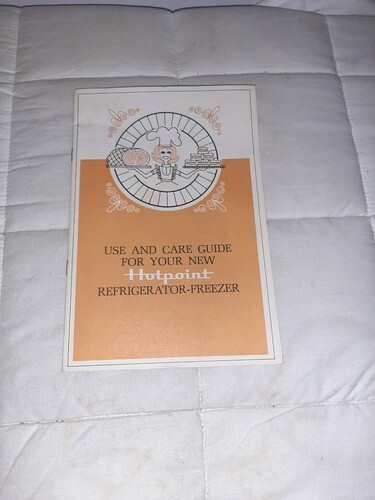 USE AND CARE GUIDE
FOR YOUR NEW
Hotpoint
REFRIGERATOR-FREEZER